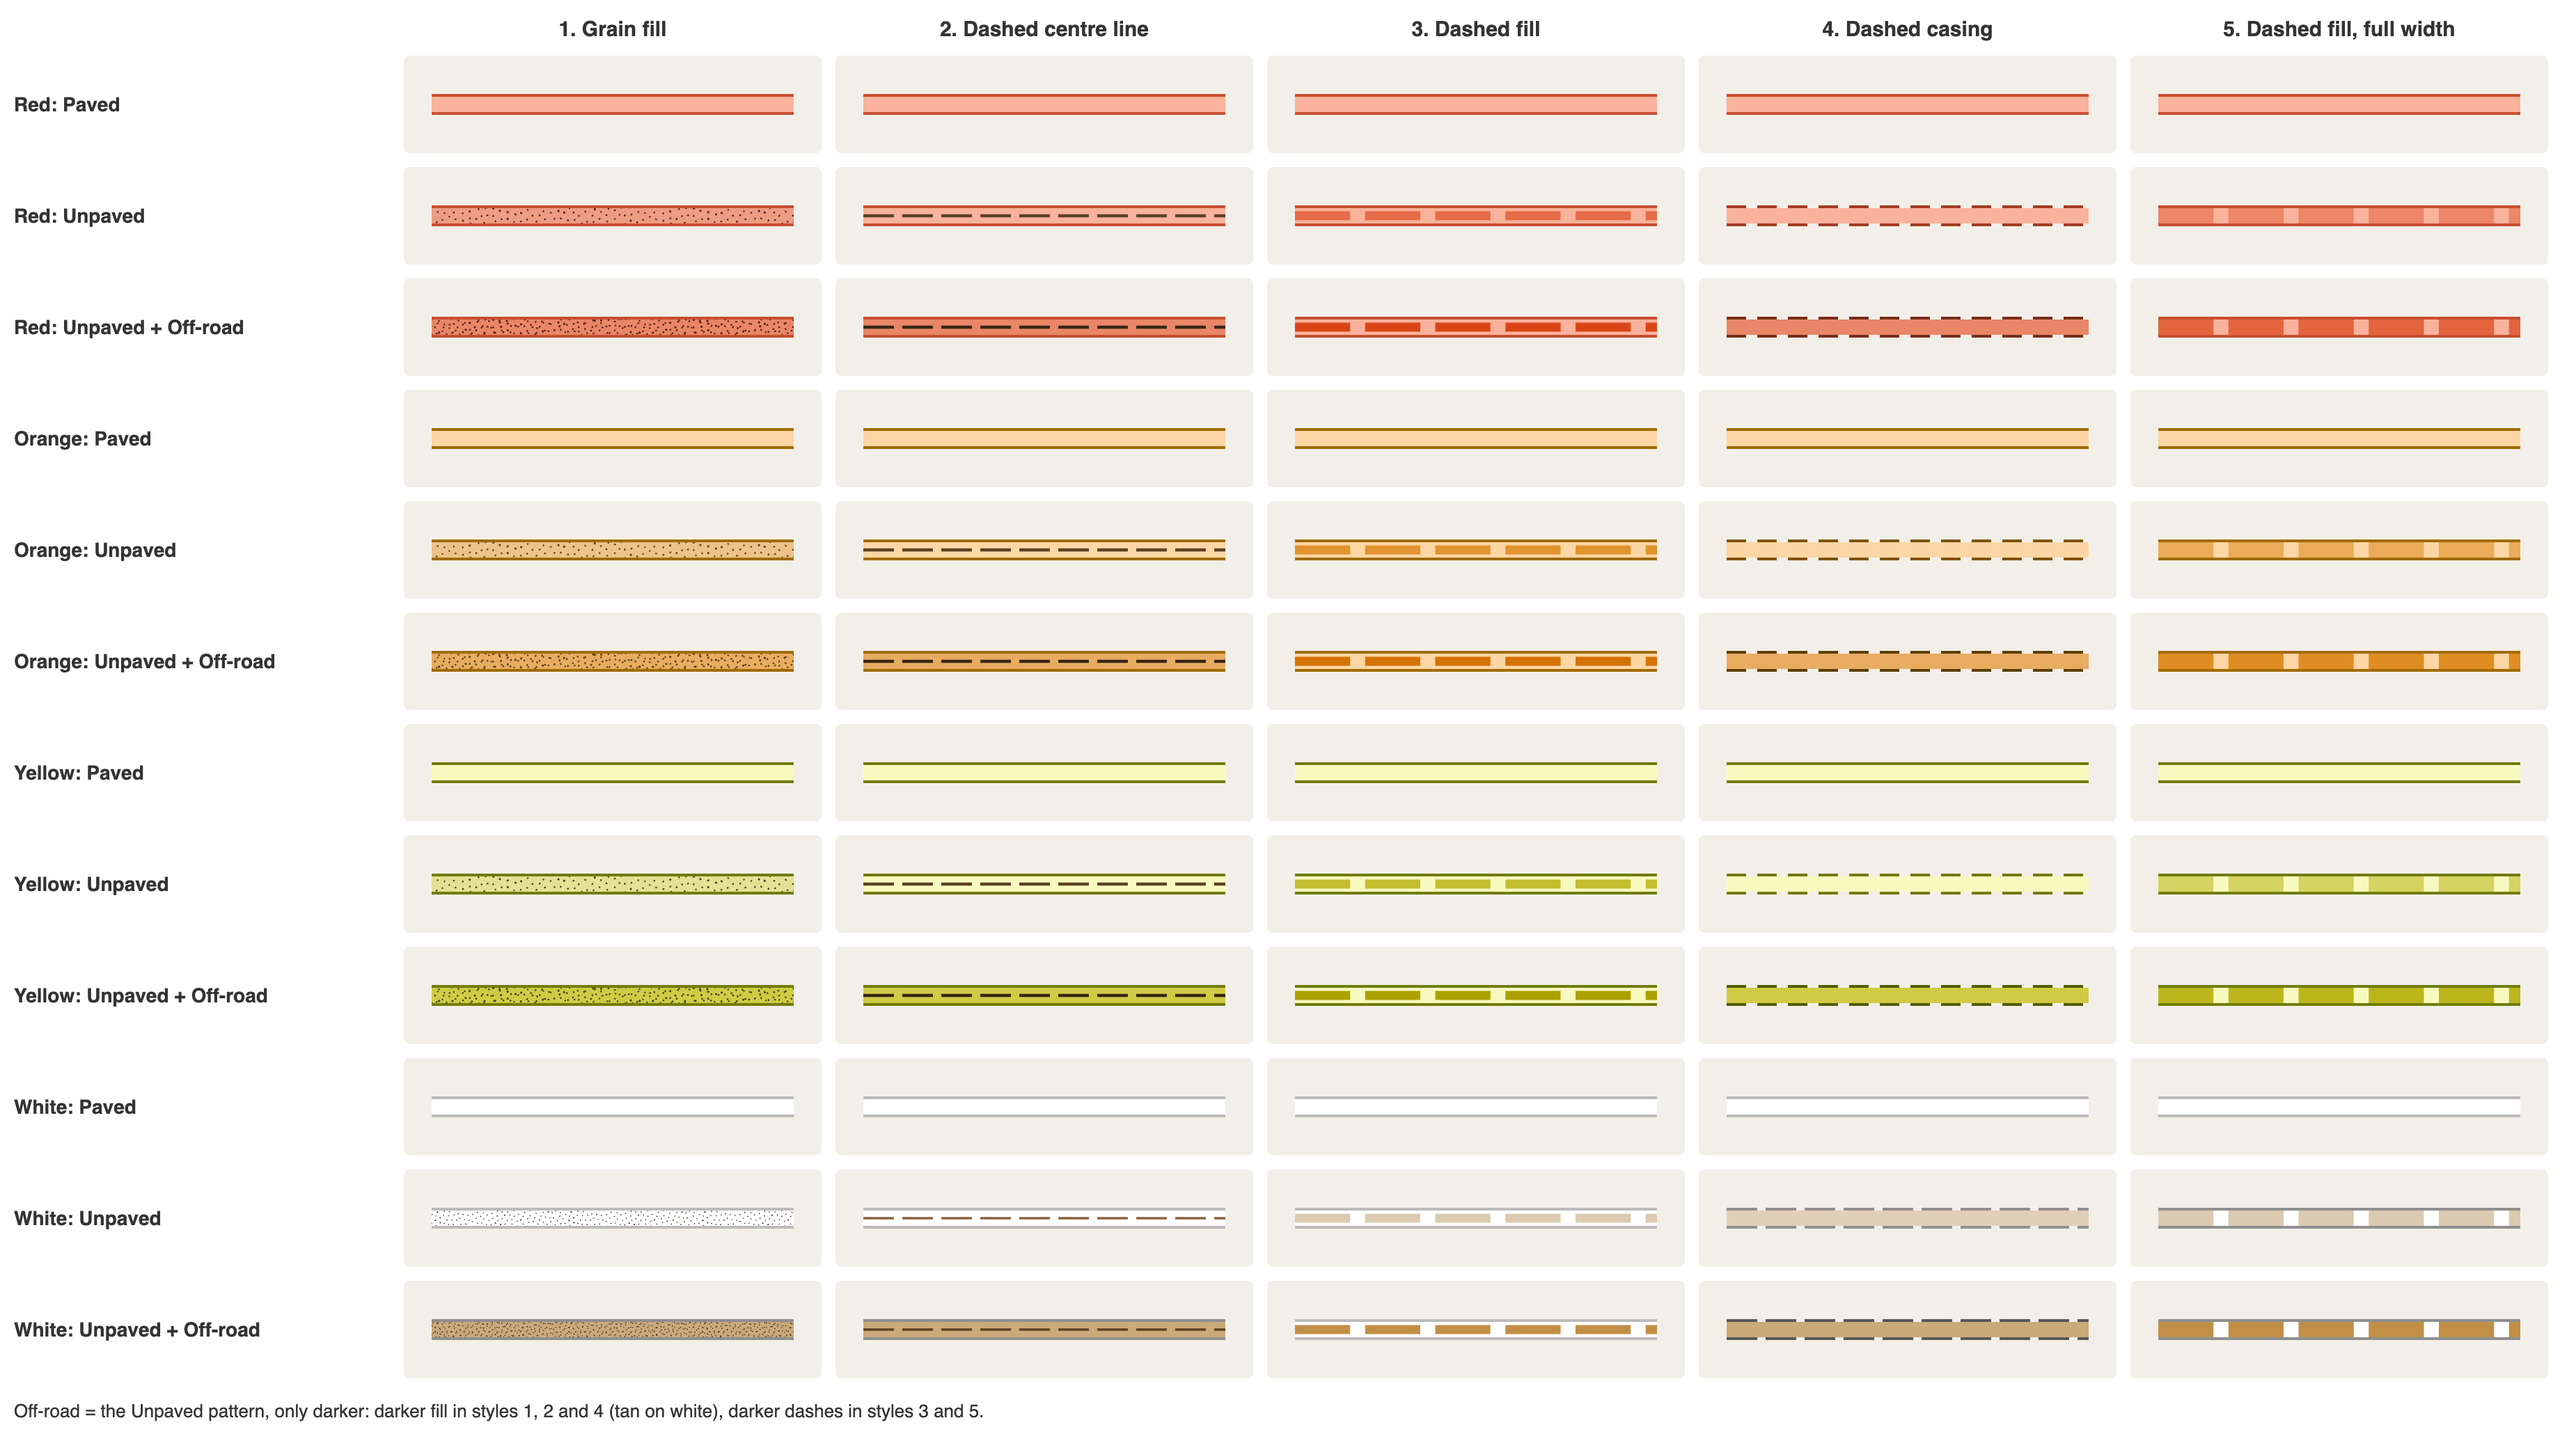 1. Grain fill
2. Dashed centre line
3. Dashed fill
4. Dashed casing
5. Dashed fill, full width
Red: Paved
Red: Unpaved
Red: Unpaved + Off-road
Orange: Paved
Orange: Unpaved
Orange: Unpaved + Off-road
Yellow: Paved
Yellow: Unpaved
Yellow: Unpaved + Off-road
White: Paved
White: Unpaved
White: Unpaved + Off-road
Off-road = the Unpaved pattern, only darker: darker fill in styles 1, 2 and 4 (tan on white), darker dashes in styles 3 and 5.